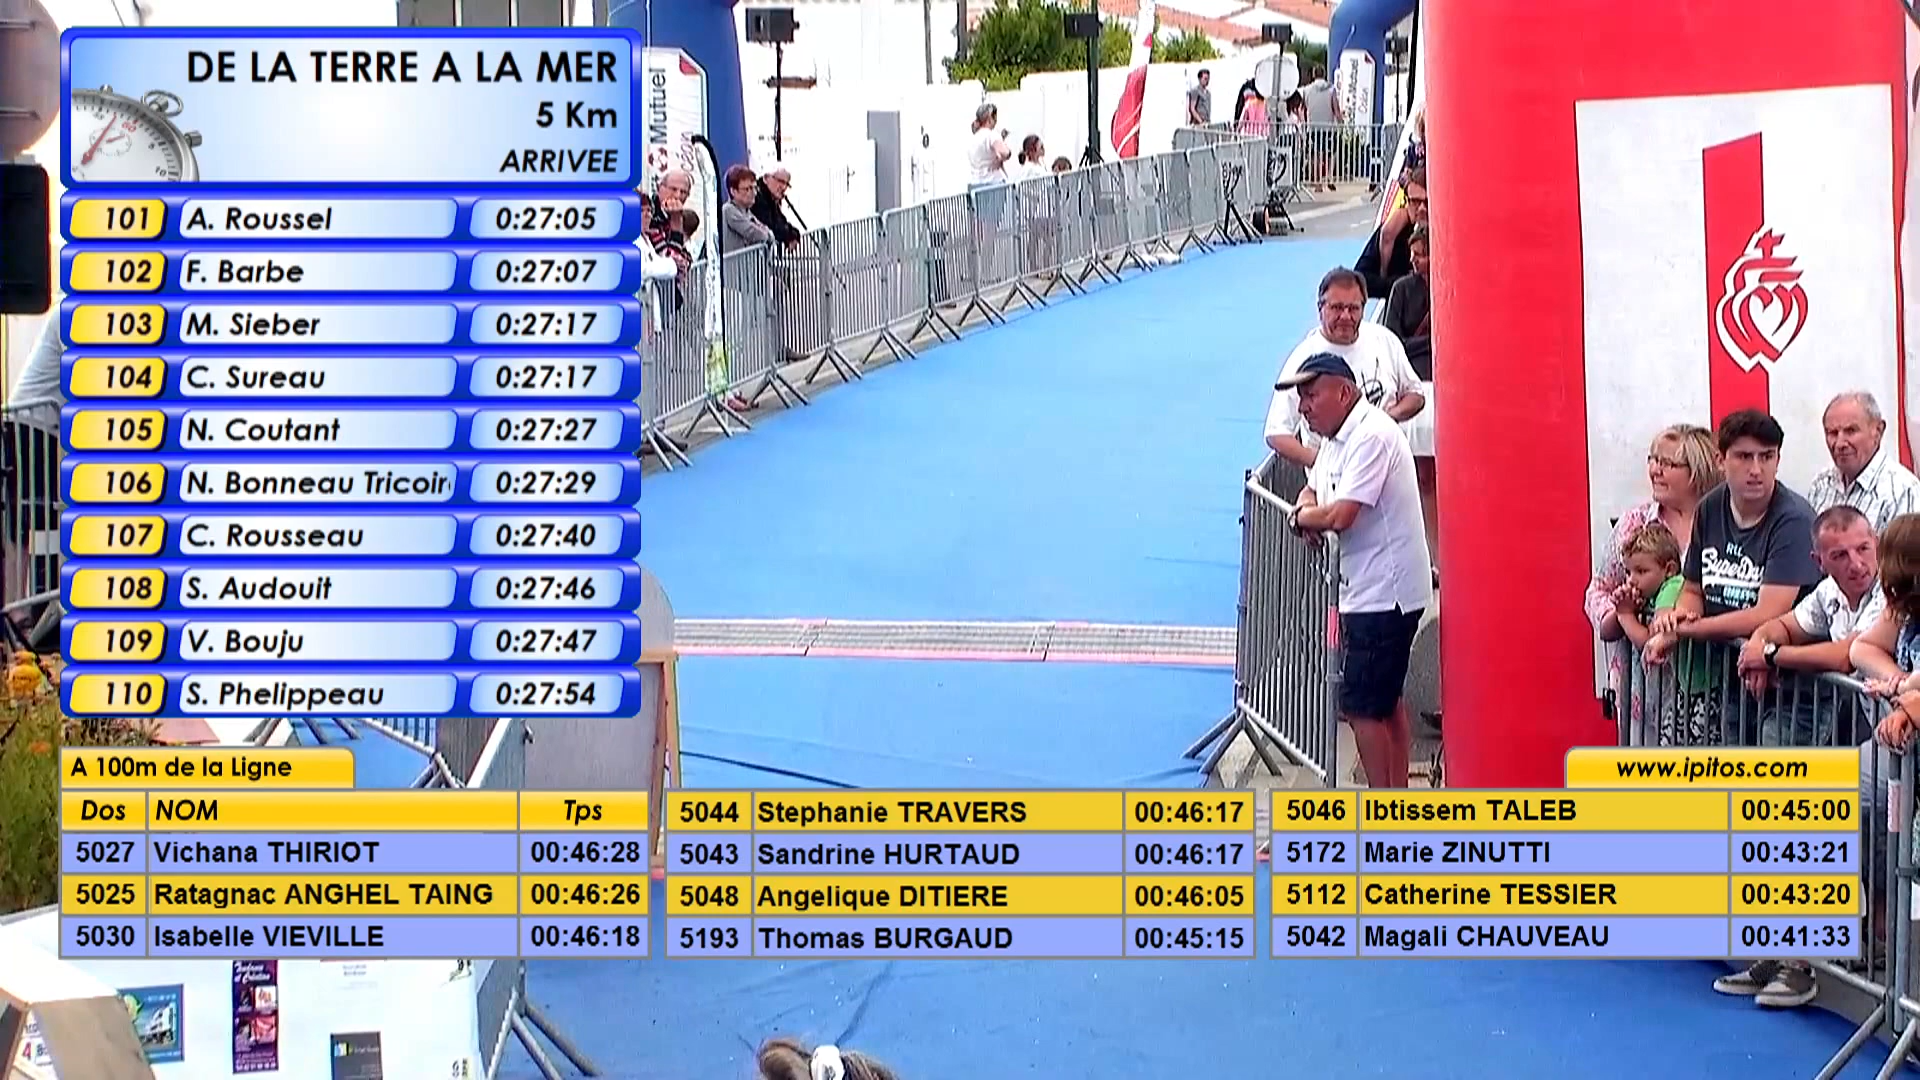 DE LA TERRE A LA MER
5 Km
ARRIVEE
101 A. Roussel 0:27:05
102 F. Barbe 0:27:07
103 M. Sieber 0:27:17
104 C. Sureau 0:27:17
105 N. Coutant 0:27:27
106 N. Bonneau Tricoir 0:27:29
107 C. Rousseau 0:27:40
108 S. Audouit 0:27:46
109 V. Bouju 0:27:47
110 S. Phelippeau 0:27:54
Mutuel
Océan
SuperDry
A 100m de la Ligne
www.ipitos.com
Dos NOM Tps
5027 Vichana THIRIOT 00:46:28
5025 Ratagnac ANGHEL TAING 00:46:26
5030 Isabelle VIEVILLE 00:46:18
5044 Stephanie TRAVERS 00:46:17
5043 Sandrine HURTAUD 00:46:17
5048 Angelique DITIERE 00:46:05
5193 Thomas BURGAUD 00:45:15
5046 Ibtissem TALEB 00:45:00
5172 Marie ZINUTTI 00:43:21
5112 Catherine TESSIER 00:43:20
5042 Magali CHAUVEAU 00:41:33